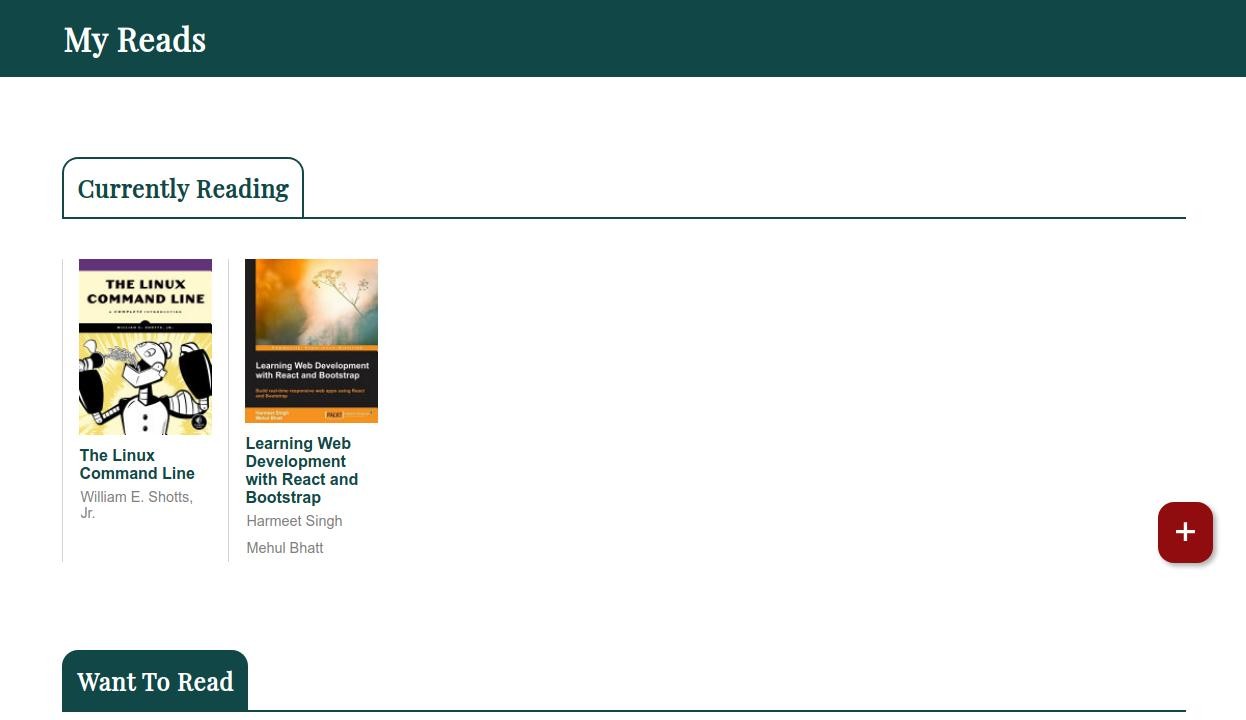 My Reads
Currently Reading
THE LINUX
COMMAND LINE
A COMPLETE INTRODUCTION
WILLIAM E. SHOTTS, JR.
The Linux
Command Line
William E. Shotts,
Jr.
Learning Web Development
with React and Bootstrap
Build real-time responsive web apps using React
and Bootstrap
Harmeet Singh
Mehul Bhatt
PACKT
Learning Web
Development
with React and
Bootstrap
Harmeet Singh
Mehul Bhatt
+
Want To Read